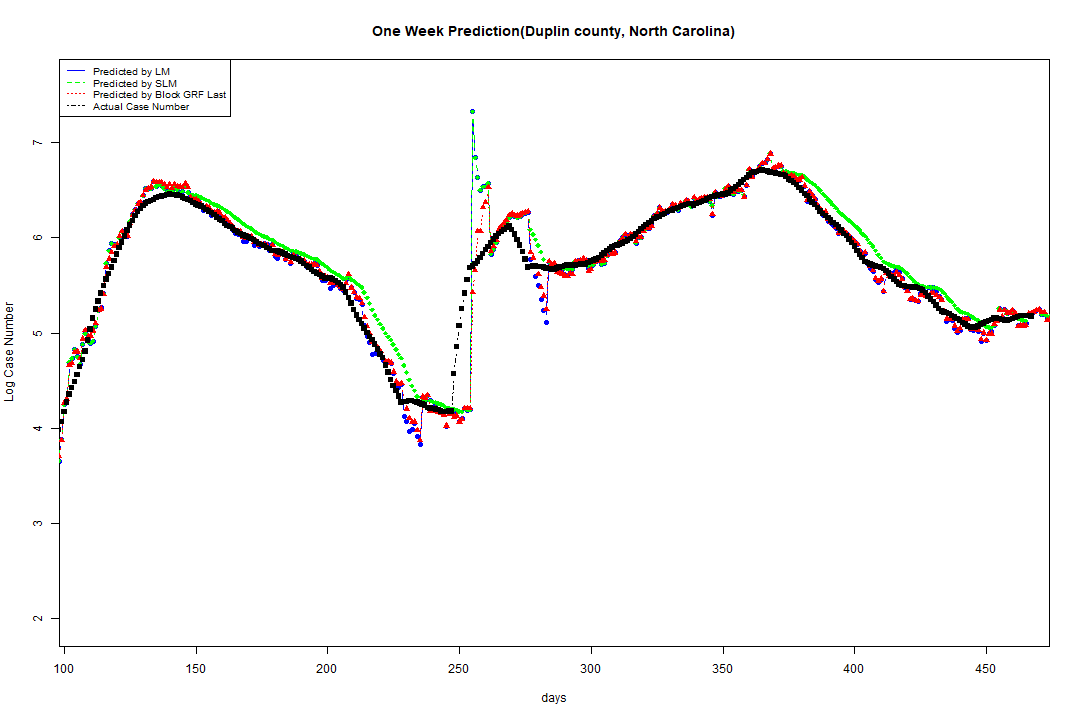 One Week Prediction(Duplin county, North Carolina)
Predicted by LM
Predicted by SLM
Predicted by Block GRF Last
Actual Case Number
7
6
5
4
3
2
Log Case Number
100 150 200 250 300 350 400 450
days